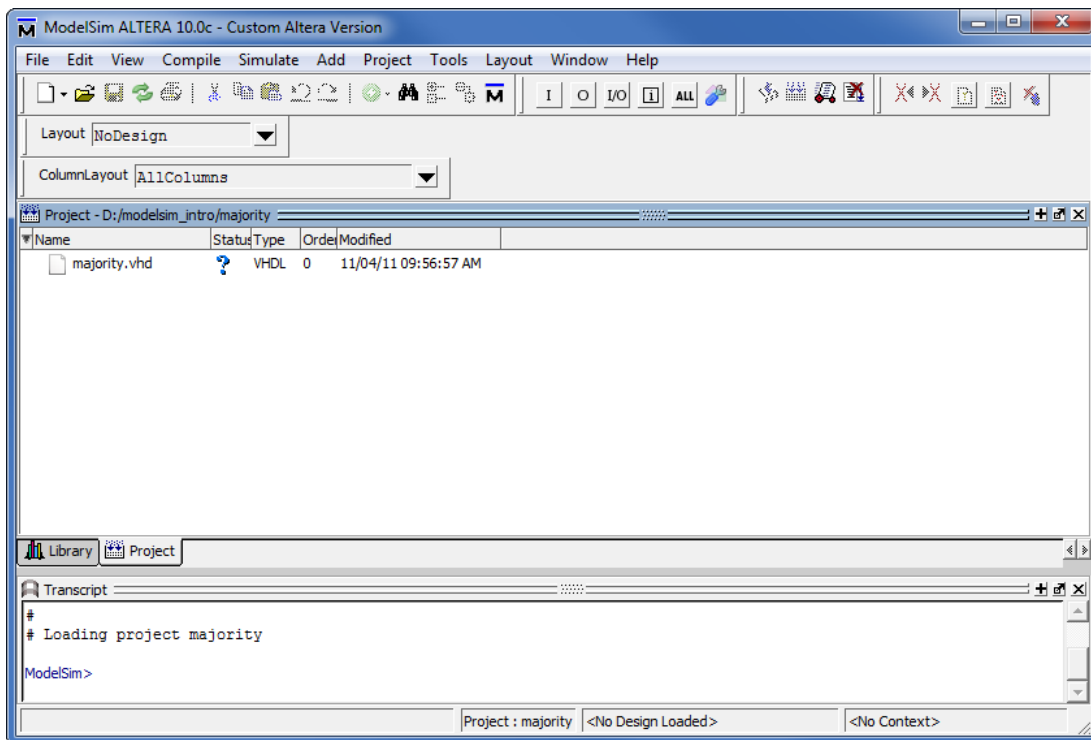 ModelSim ALTERA 10.0c - Custom Altera Version
File Edit View Compile Simulate Add Project Tools Layout Window Help
M I O I/O i ALL
Layout NoDesign
ColumnLayout AllColumns
Project - D:/modelsim_intro/majority
Name Status Type Order Modified
majority.vhd ? VHDL 0 11/04/11 09:56:57 AM
Library Project
Transcript
#
# Loading project majority
ModelSim>
Project : majority <No Design Loaded> <No Context>